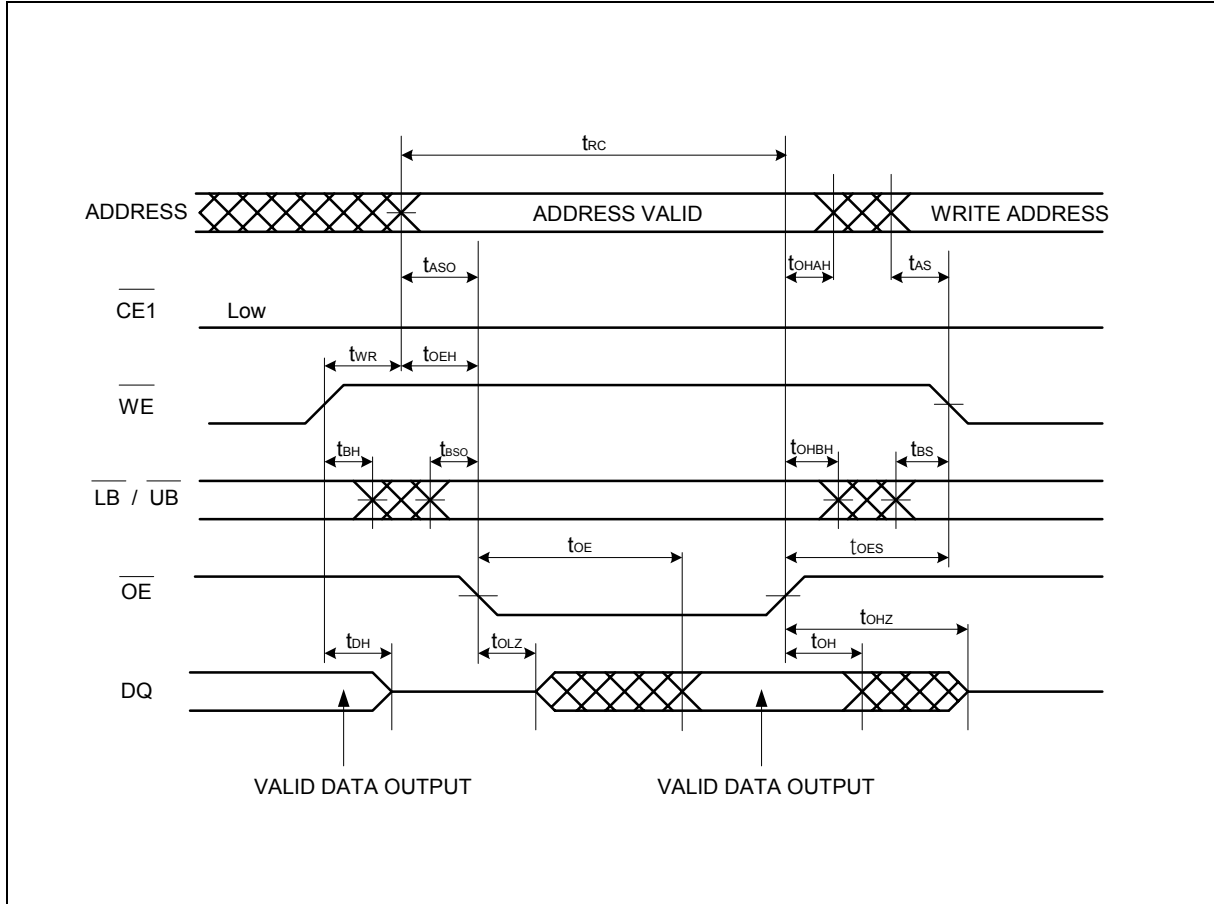 tRC
ADDRESS ADDRESS VALID WRITE ADDRESS
tASO tOHAH tAS
CE1 Low
tWR tOEH
WE
tBH tBSO tOHBH tBS
LB / UB
tOE tOES
OE
tOHZ
tDH tOLZ tOH
DQ
VALID DATA OUTPUT VALID DATA OUTPUT